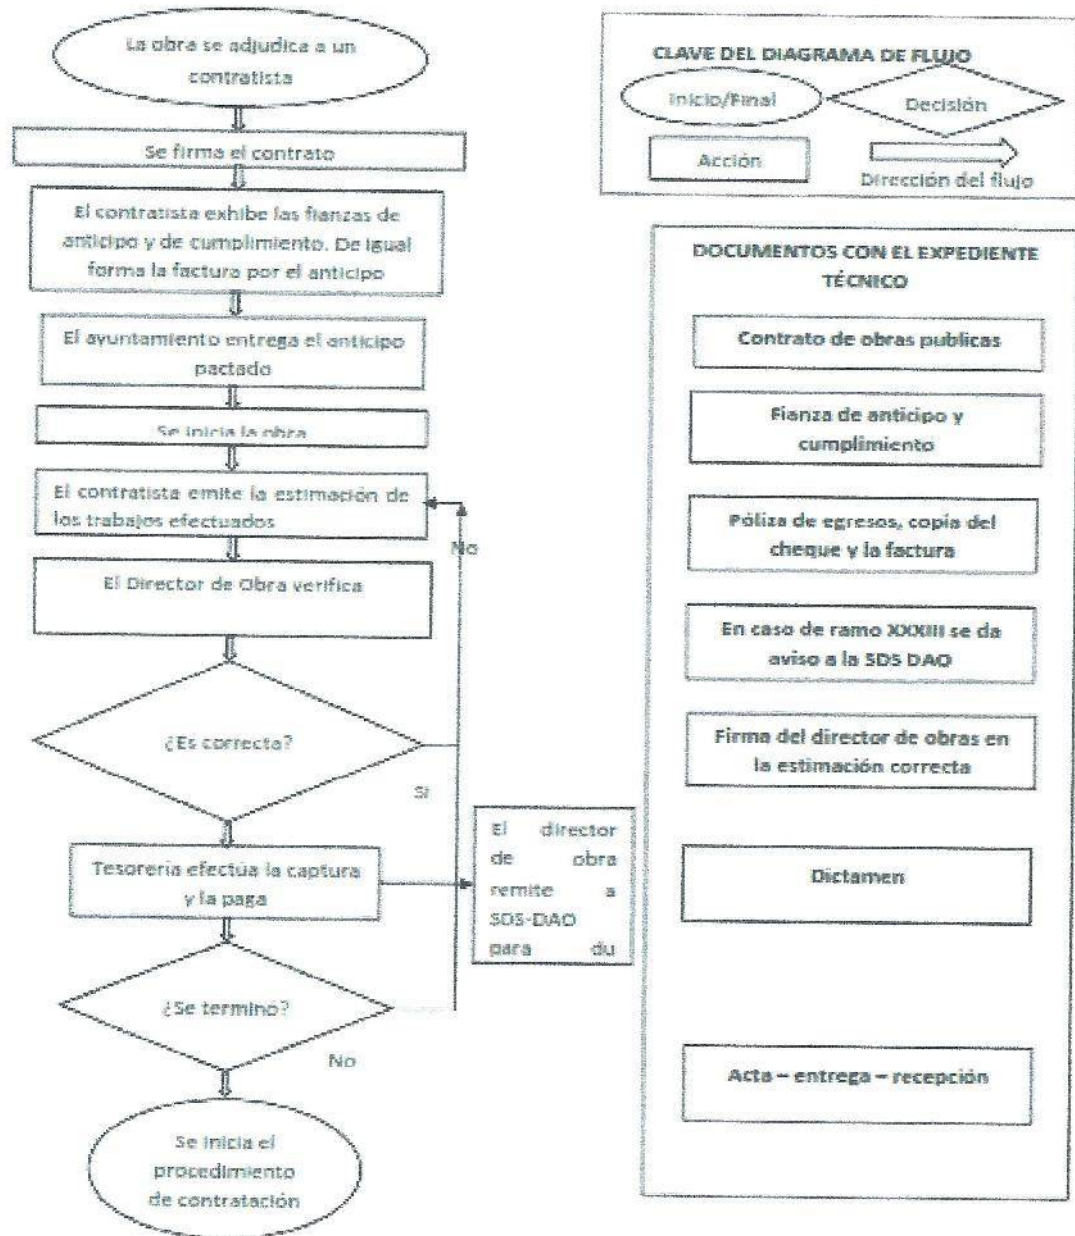 La obra se adjudica a un
contratista
Se firma el contrato
El contratista exhibe las fianzas de
anticipo y de cumplimiento. De igual
forma la factura por el anticipo
El ayuntamiento entrega el anticipo
pactado
Se inicia la obra
El contratista emite la estimación de
los trabajos efectuados
No
El Director de Obra verifica
¿Es correcta?
Si
Tesorería efectúa la captura
y la paga
El director
de obra
remite a
SDS-DAO
para du
¿Se termino?
No
Se inicia el
procedimiento
de contratación
CLAVE DEL DIAGRAMA DE FLUJO
Inicio/Final
Decisión
Acción
Dirección del flujo
DOCUMENTOS CON EL EXPEDIENTE
TÉCNICO
Contrato de obras publicas
Fianza de anticipo y
cumplimiento
Póliza de egresos, copia del
cheque y la factura
En caso de ramo XXXIII se da
aviso a la SDS DAO
Firma del director de obras en
la estimación correcta
Dictamen
Acta – entrega – recepción